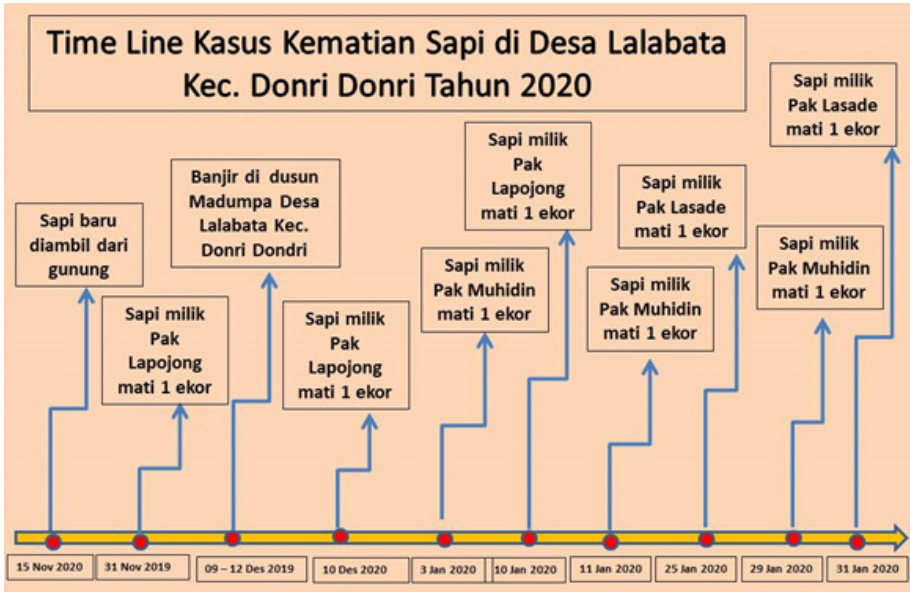 Time Line Kasus Kematian Sapi di Desa Lalabata
Kec. Donri Donri Tahun 2020
Sapi baru
diambil dari
gunung
Sapi milik
Pak
Lapojong
mati 1 ekor
Banjir di dusun
Madumpa Desa
Lalabata Kec.
Donri Dondri
Sapi milik
Pak
Lapojong
mati 1 ekor
Sapi milik
Pak Muhidin
mati 1 ekor
Sapi milik
Pak
Lapojong
mati 1 ekor
Sapi milik
Pak Muhidin
mati 1 ekor
Sapi milik
Pak Lasade
mati 1 ekor
Sapi milik
Pak Muhidin
mati 1 ekor
Sapi milik
Pak Lasade
mati 1 ekor
15 Nov 2020
31 Nov 2019
09 – 12 Des 2019
10 Des 2020
3 Jan 2020
10 Jan 2020
11 Jan 2020
25 Jan 2020
29 Jan 2020
31 Jan 2020